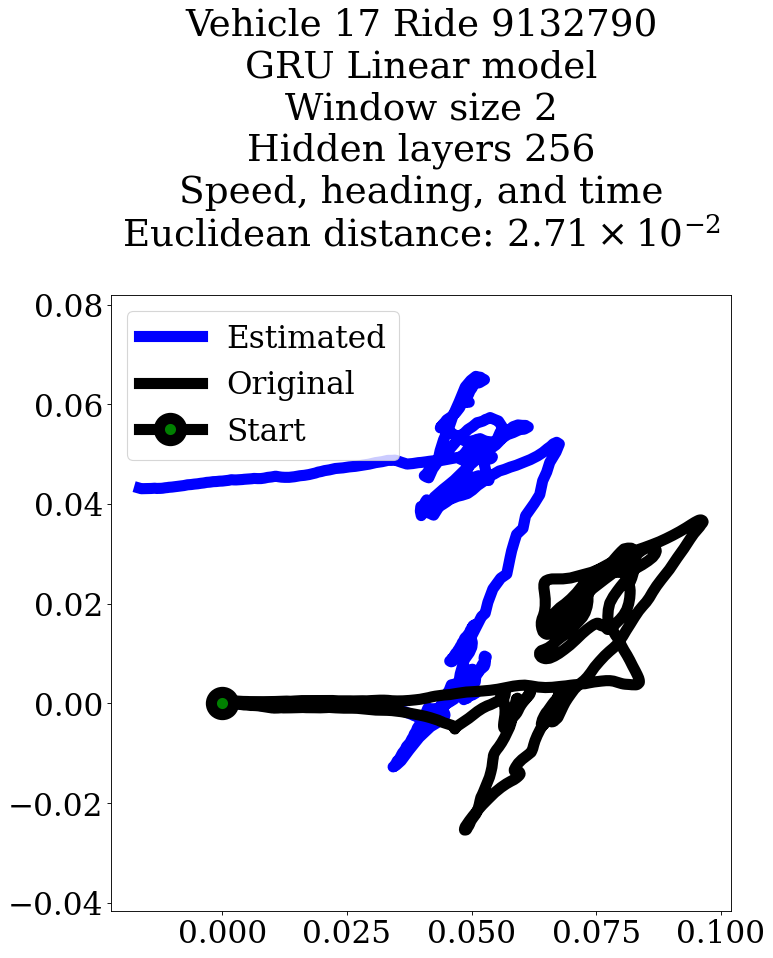 Vehicle 17 Ride 9132790
GRU Linear model
Window size 2
Hidden layers 256
Speed, heading, and time
Euclidean distance: 2.71 × 10⁻²
0.08
0.06
0.04
0.02
0.00
−0.02
−0.04
Estimated
Original
Start
0.000 0.025 0.050 0.075 0.100